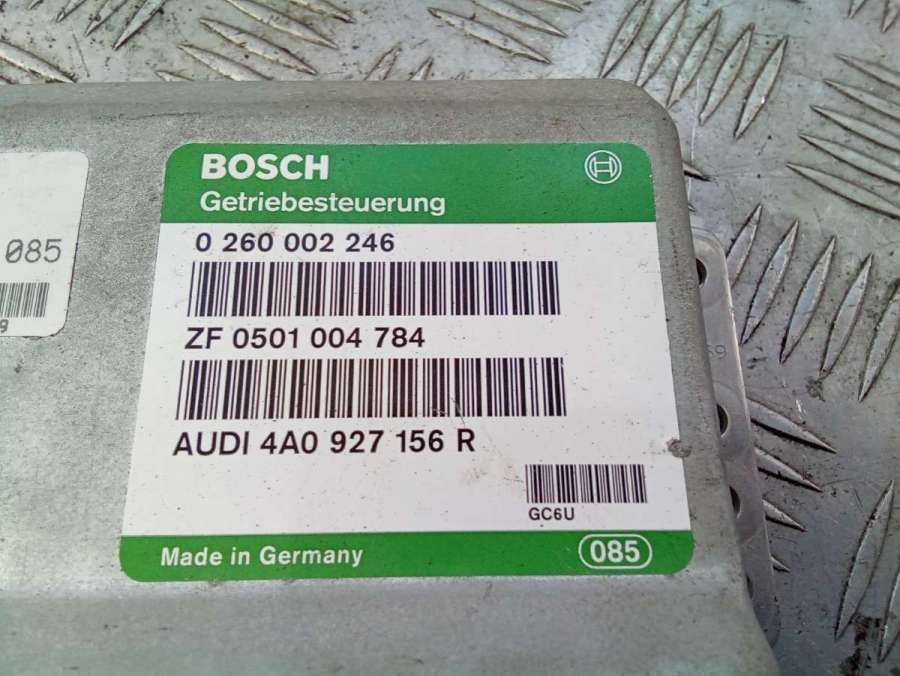 BOSCH
Getriebesteuerung
0 260 002 246
ZF 0501 004 784
AUDI 4A0 927 156 R
GC6U
Made in Germany
085
085
9